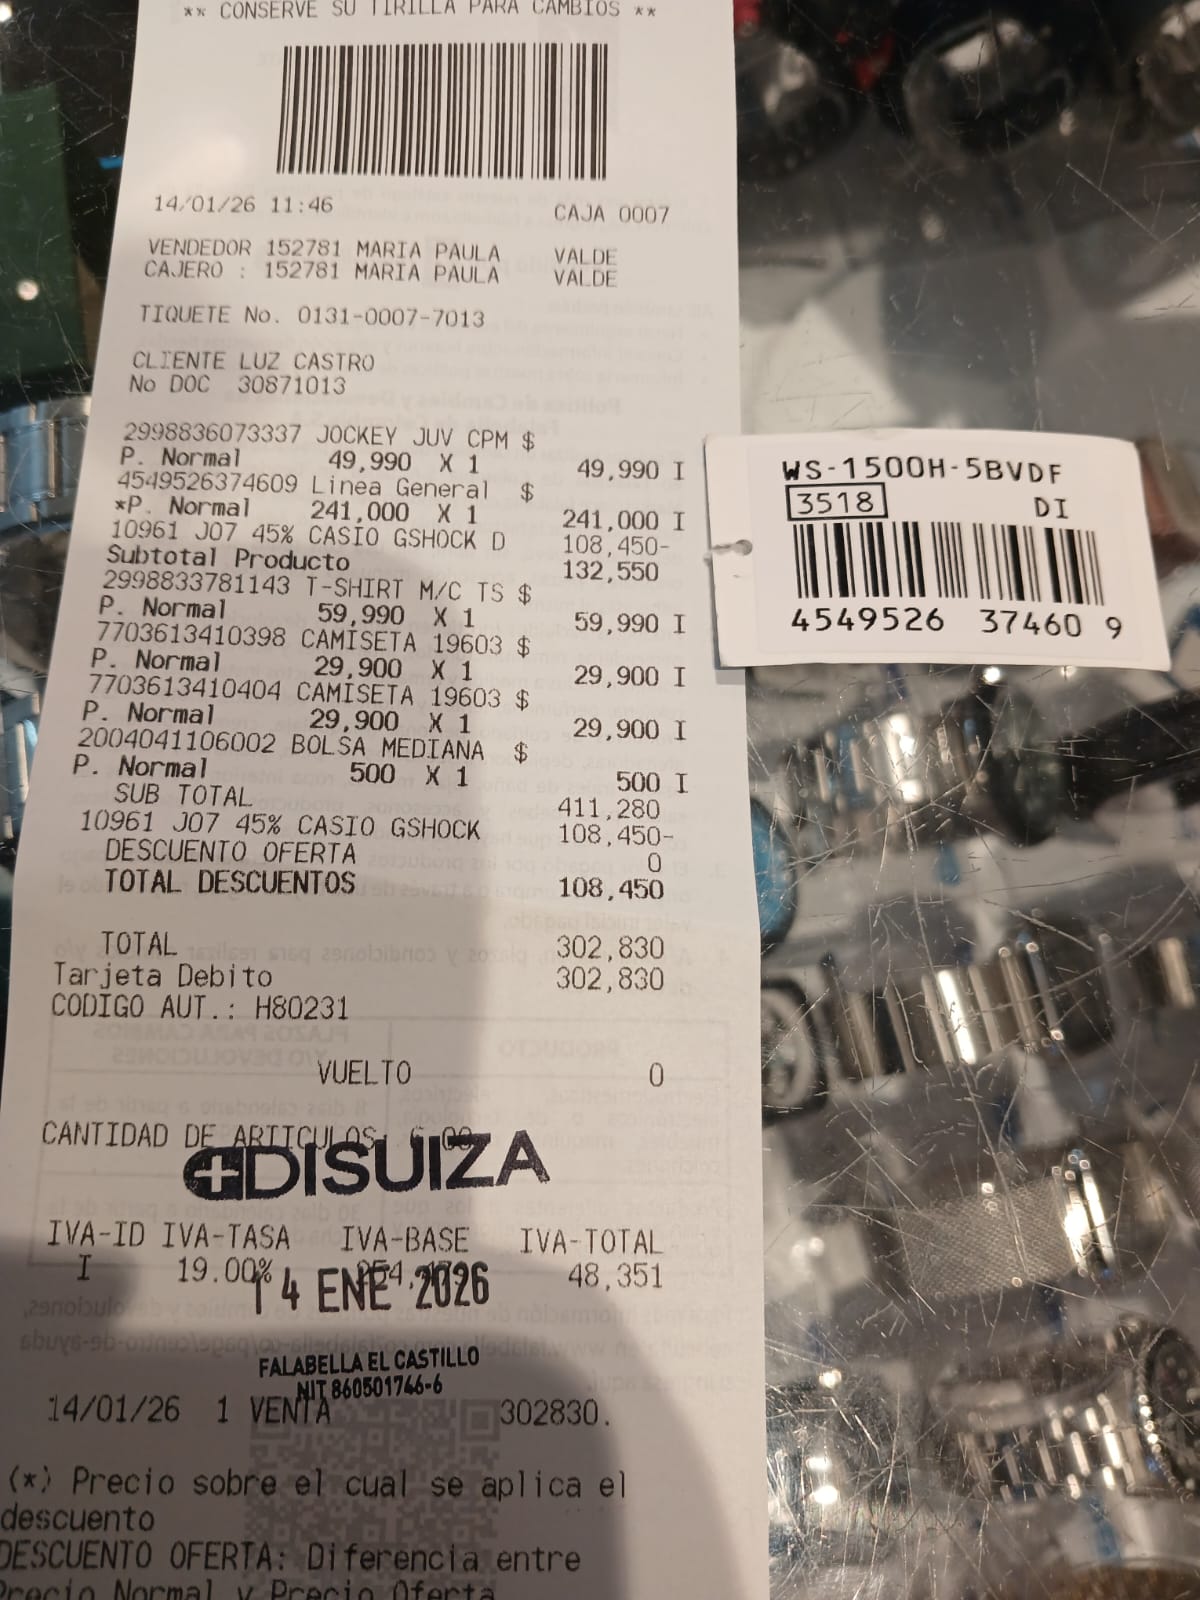 ** CONSERVE SU TIRILLA PARA CAMBIOS **
14/01/26 11:46 CAJA 0007
VENDEDOR 152781 MARIA PAULA VALDE
CAJERO : 152781 MARIA PAULA VALDE
TIQUETE No. 0131-0007-7013
CLIENTE LUZ CASTRO
No DOC 30871013
2998836073337 JOCKEY JUV CPM $
P. Normal 49,990 X 1 49,990 I
4549526374609 Linea General $
*P. Normal 241,000 X 1 241,000 I
10961 J07 45% CASIO GSHOCK D 108,450-
Subtotal Producto 132,550
2998833781143 T-SHIRT M/C TS $
P. Normal 59,990 X 1 59,990 I
7703613410398 CAMISETA 19603 $
P. Normal 29,900 X 1 29,900 I
7703613410404 CAMISETA 19603 $
P. Normal 29,900 X 1 29,900 I
2004041106002 BOLSA MEDIANA $
P. Normal 500 X 1 500 I
SUB TOTAL 411,280
10961 J07 45% CASIO GSHOCK 108,450-
DESCUENTO OFERTA 0
TOTAL DESCUENTOS 108,450
TOTAL 302,830
Tarjeta Debito 302,830
CODIGO AUT.: H80231
VUELTO 0
CANTIDAD DE ARTICULOS: 6.00
DISUIZA
IVA-ID IVA-TASA IVA-BASE IVA-TOTAL
I 19.00% 48,351
14 ENE 2026
FALABELLA EL CASTILLO
NIT 860501746-6
14/01/26 1 VENTA 302830.
(*) Precio sobre el cual se aplica el
descuento
DESCUENTO OFERTA: Diferencia entre
Precio Normal y Precio Oferta
WS-1500H-5BVDF
3518 DI
4549526 37460 9